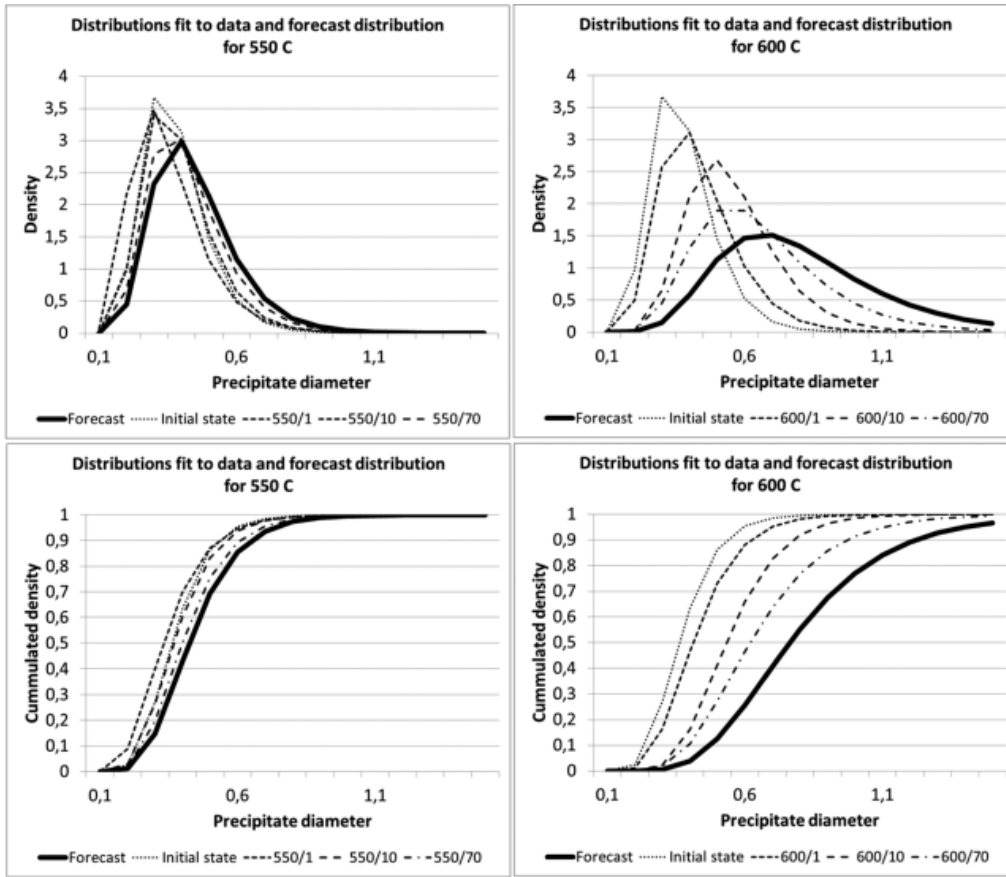 Distributions fit to data and forecast distribution
for 550 C
4
3,5
3
2,5
2
1,5
1
0,5
0
Density
0,1 0,6 1,1
Precipitate diameter
Forecast Initial state 550/1 550/10 550/70
Distributions fit to data and forecast distribution
for 600 C
4
3,5
3
2,5
2
1,5
1
0,5
0
Density
0,1 0,6 1,1
Precipitate diameter
Forecast Initial state 600/1 600/10 600/70
Distributions fit to data and forecast distribution
for 550 C
1
0,9
0,8
0,7
0,6
0,5
0,4
0,3
0,2
0,1
0
Cummulated density
0,1 0,6 1,1
Precipitate diameter
Forecast Initial state 550/1 550/10 550/70
Distributions fit to data and forecast distribution
for 600 C
1
0,9
0,8
0,7
0,6
0,5
0,4
0,3
0,2
0,1
0
Cummulated density
0,1 0,6 1,1
Precipitate diameter
Forecast Initial state 600/1 600/10 600/70